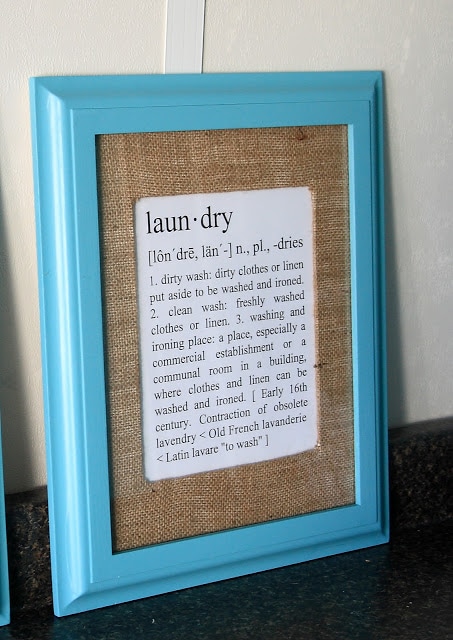 laun·dry
[lôn´drē, län´-] n., pl., -dries
1. dirty wash: dirty clothes or linen
put aside to be washed and ironed.
2. clean wash: freshly washed
clothes or linen. 3. washing and
ironing place: a place, especially a
commercial establishment or a
communal room in a building,
where clothes and linen can be
washed and ironed. [ Early 16th
century. Contraction of obsolete
lavendry < Old French lavanderie
< Latin lavare "to wash" ]